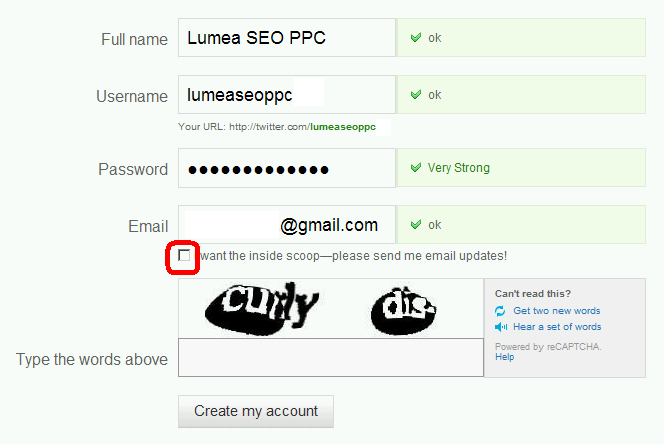 Full name Lumea SEO PPC ok
Username lumeaseoppc ok
Your URL: http://twitter.com/lumeaseoppc
Password ●●●●●●●●●●●●● Very Strong
Email @gmail.com ok
want the inside scoop—please send me email updates!
curly dis-
Can't read this?
Get two new words
Hear a set of words
Powered by reCAPTCHA.
Help
Type the words above
Create my account